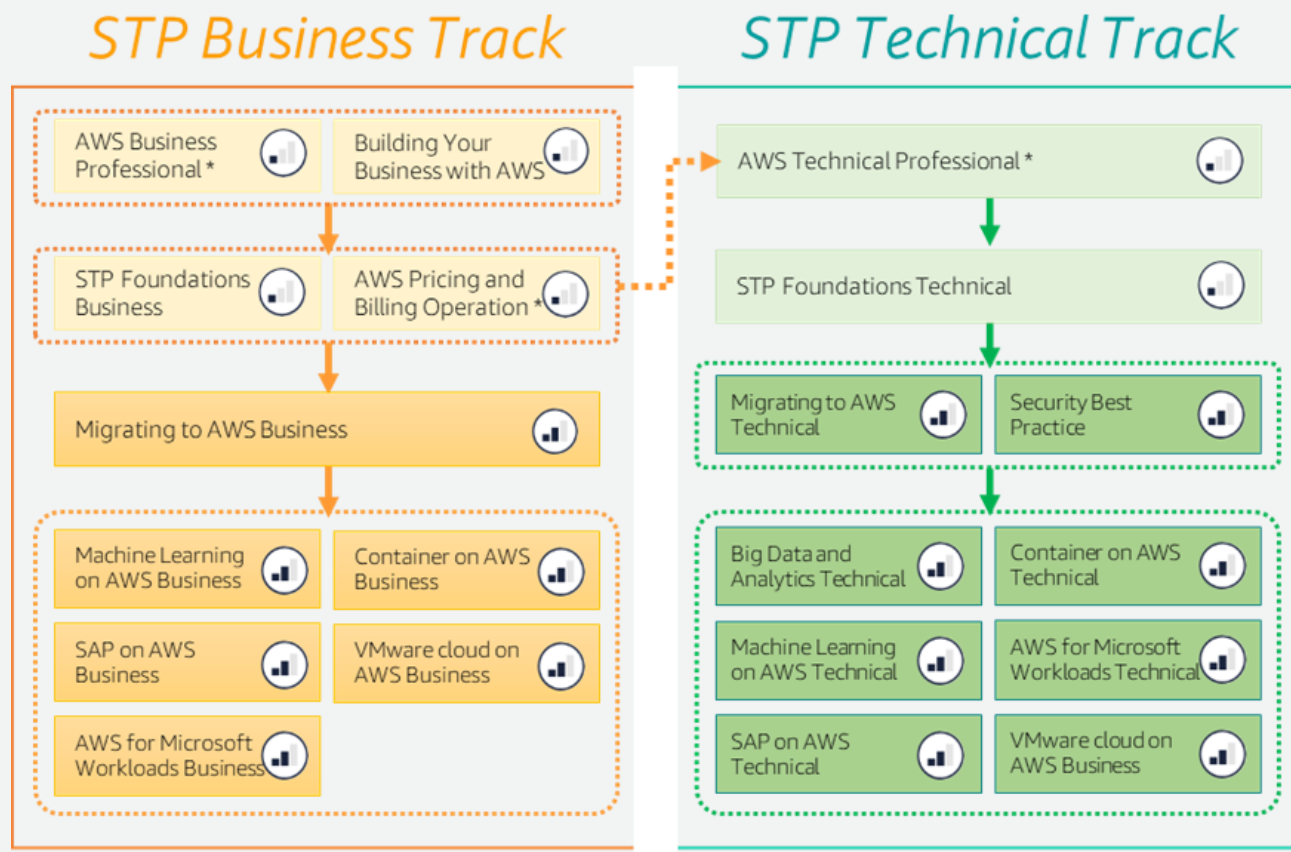 STP Business Track
AWS Business
Professional *
Building Your
Business with AWS
STP Foundations
Business
AWS Pricing and
Billing Operation *
Migrating to AWS Business
Machine Learning
on AWS Business
Container on AWS
Business
SAP on AWS
Business
VMware cloud on
AWS Business
AWS for Microsoft
Workloads Business
STP Technical Track
AWS Technical Professional *
STP Foundations Technical
Migrating to AWS
Technical
Security Best
Practice
Big Data and
Analytics Technical
Container on AWS
Technical
Machine Learning
on AWS Technical
AWS for Microsoft
Workloads Technical
SAP on AWS
Technical
VMware cloud on
AWS Business